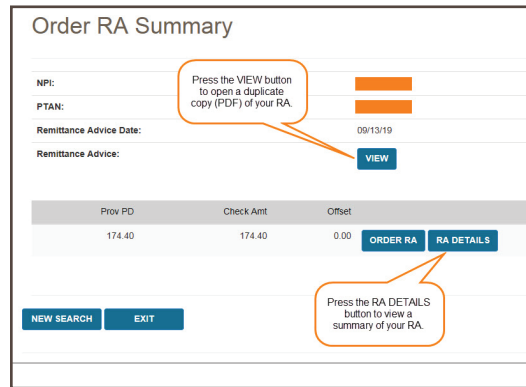 Order RA Summary
NPI:
Press the VIEW button
to open a duplicate
copy (PDF) of your RA.
PTAN:
Remittance Advice Date:
09/13/19
Remittance Advice:
VIEW
Prov PD Check Amt Offset
174.40 174.40 0.00 ORDER RA RA DETAILS
Press the RA DETAILS
button to view a
summary of your RA.
NEW SEARCH EXIT